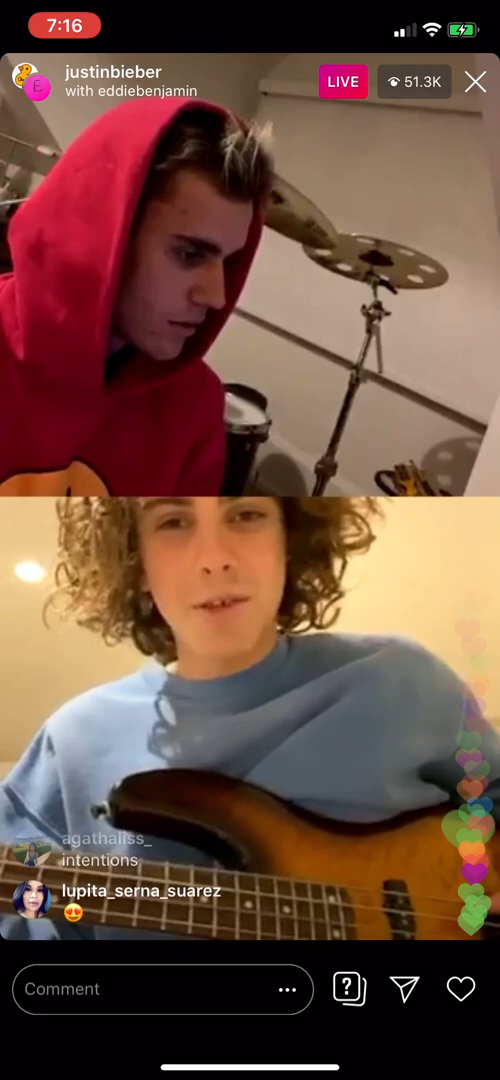 7:16
justinbieber
with eddiebenjamin
E
LIVE
51.3K
agathaliss_
intentions
lupita_serna_suarez
Comment
?